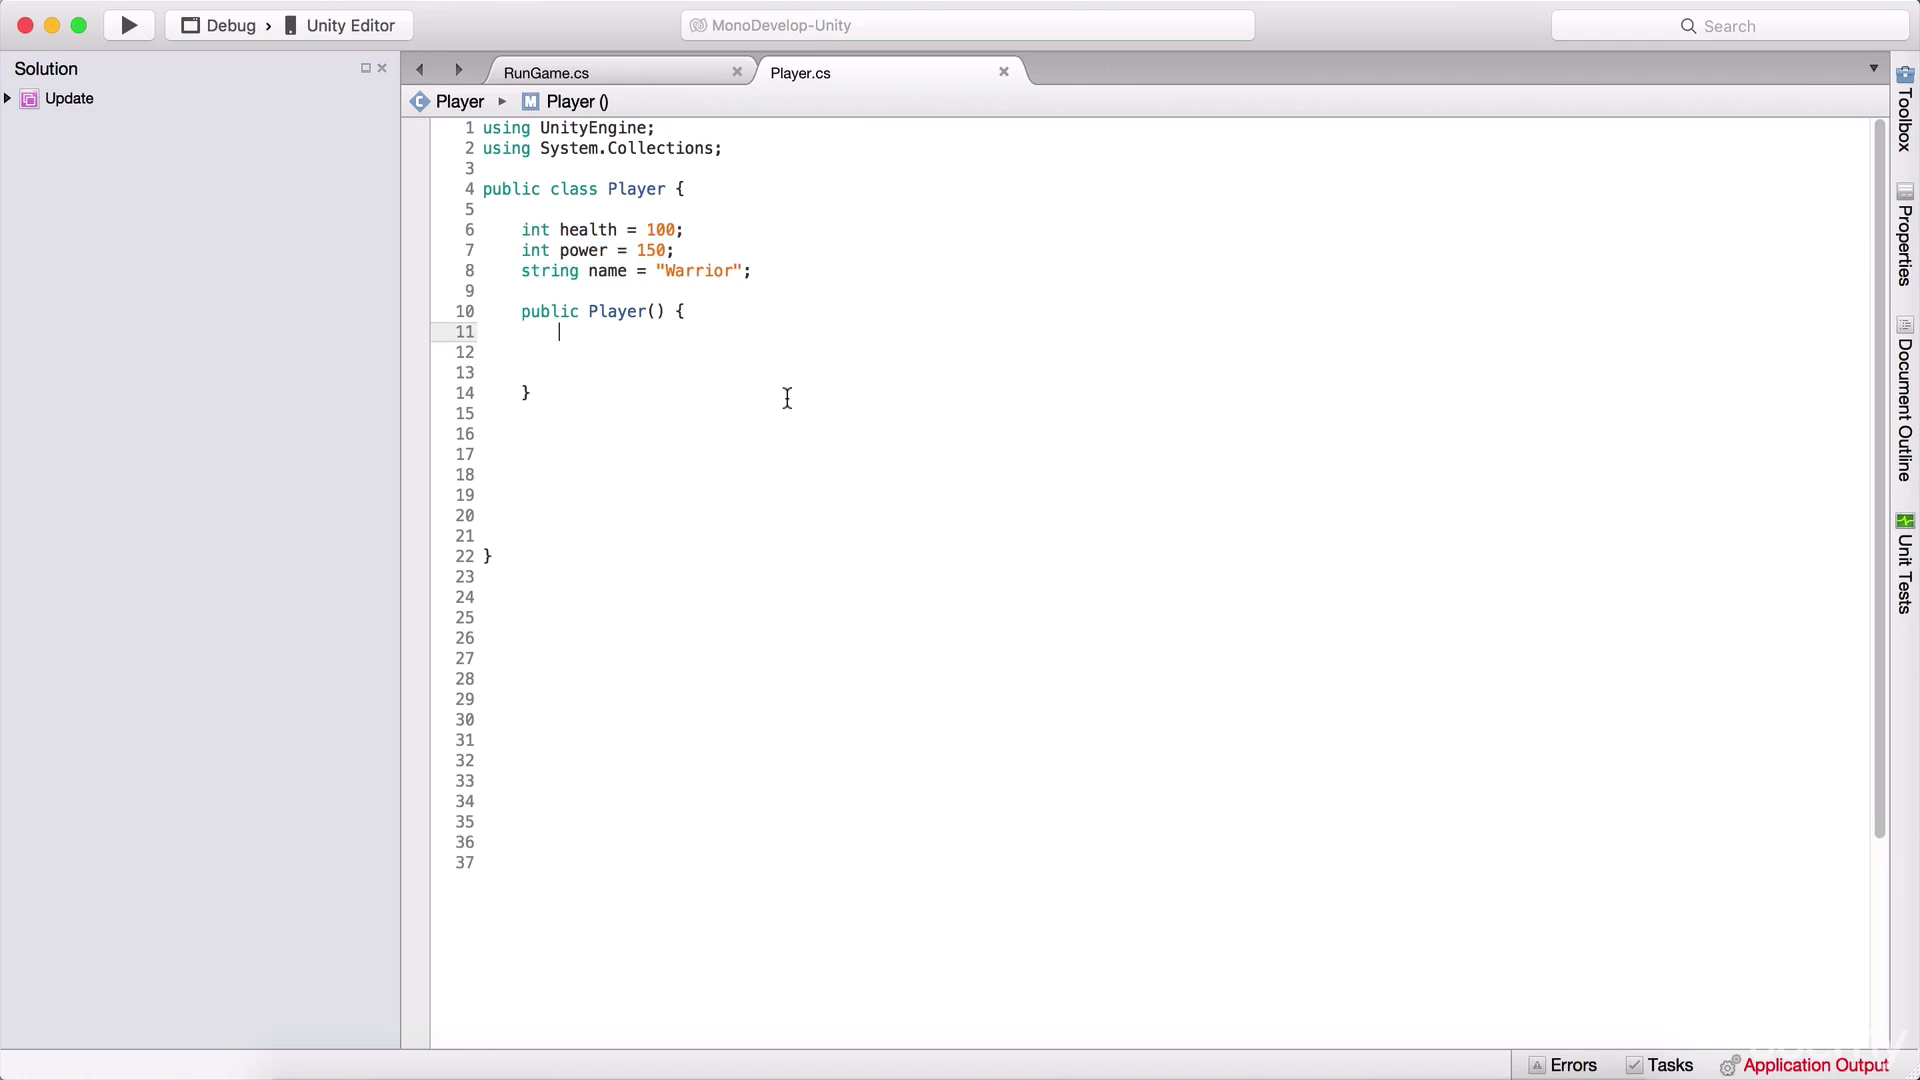 Debug › Unity Editor
MonoDevelop-Unity
Search
Solution
Update
RunGame.cs
Player.cs
Player
Player ()
1 using UnityEngine;
2 using System.Collections;
3
4 public class Player {
5
6 int health = 100;
7 int power = 150;
8 string name = "Warrior";
9
10 public Player() {
11
12
13
14 }
15
16
17
18
19
20
21
22 }
23
24
25
26
27
28
29
30
31
32
33
34
35
36
37
Toolbox
Properties
Document Outline
Unit Tests
Errors
Tasks
Application Output